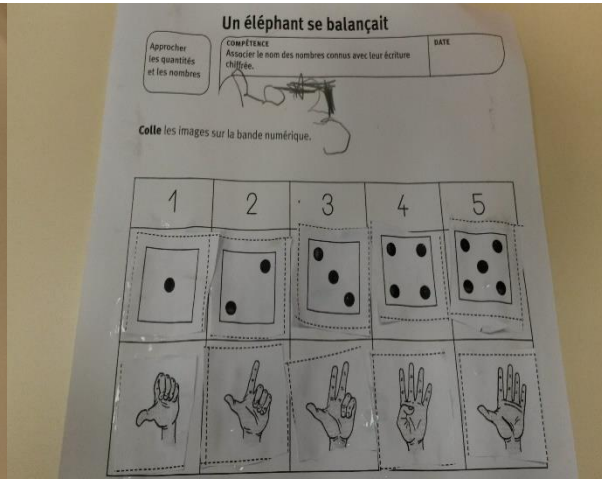 Un éléphant se balançait
Approcher
les quantités
et les nombres
COMPÉTENCE
Associer le nom des nombres connus avec leur écriture
chiffrée.
DATE
Colle les images sur la bande numérique.
1 2 3 4 5